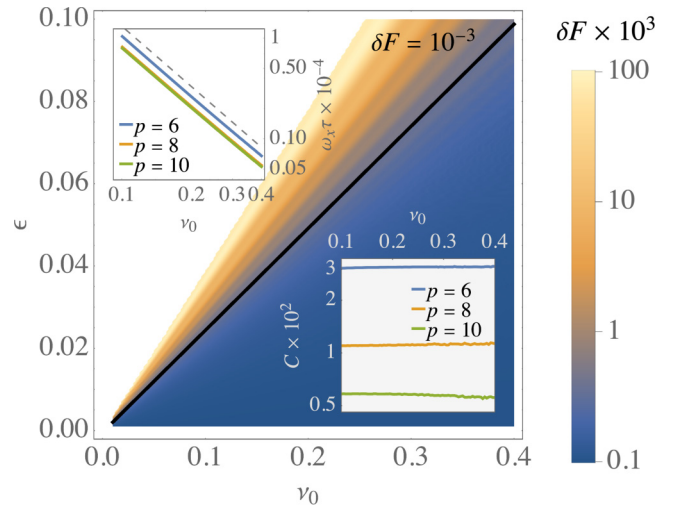 δF × 10³
δF = 10⁻³
0.10
0.08
0.06
0.04
0.02
0.00
ϵ
0.0 0.1 0.2 0.3 0.4
ν₀
100
10
1
0.1
1
0.50
0.10
0.05
ωₓτ × 10⁻⁴
p = 6
p = 8
p = 10
0.1 0.2 0.3 0.4
ν₀
ν₀
0.1 0.2 0.3 0.4
3
2
1
0.5
C × 10²
p = 6
p = 8
p = 10